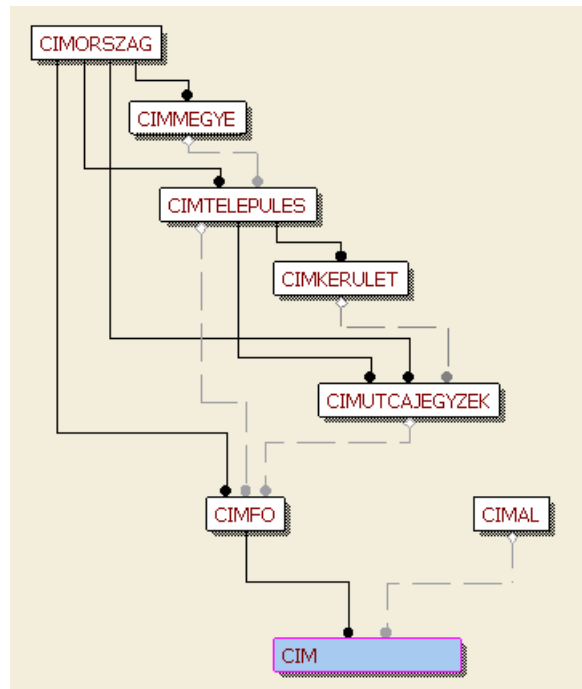 CIMORSZAG
CIMMEGYE
CIMTELEPULES
CIMKERULET
CIMUTCAJEGYZEK
CIMFO
CIMAL
CIM